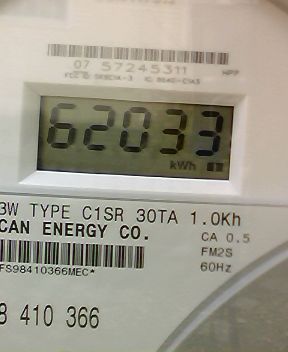 07 57245311
62033
kWh
3W TYPE C1SR 30TA 1.0Kh
CAN ENERGY CO.
CA 0.5
FM2S
60Hz
FS98410366MEC*
8 410 366